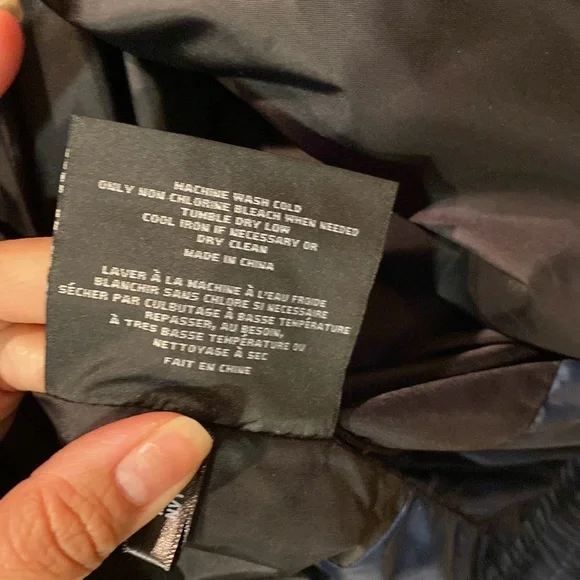 MACHINE WASH COLD
ONLY NON CHLORINE BLEACH WHEN NEEDED
TUMBLE DRY LOW
COOL IRON IF NECESSARY OR
DRY CLEAN
MADE IN CHINA
LAVER À LA MACHINE À L'EAU FROIDE
BLANCHIR SANS CHLORE SI NECESSAIRE
SÉCHER PAR CULBUTAGE À BASSE TEMPÉRATURE
REPASSER, AU BESOIN,
À TRES BASSE TEMPÉRATURE OU
NETTOYAGE À SEC
FAIT EN CHINE